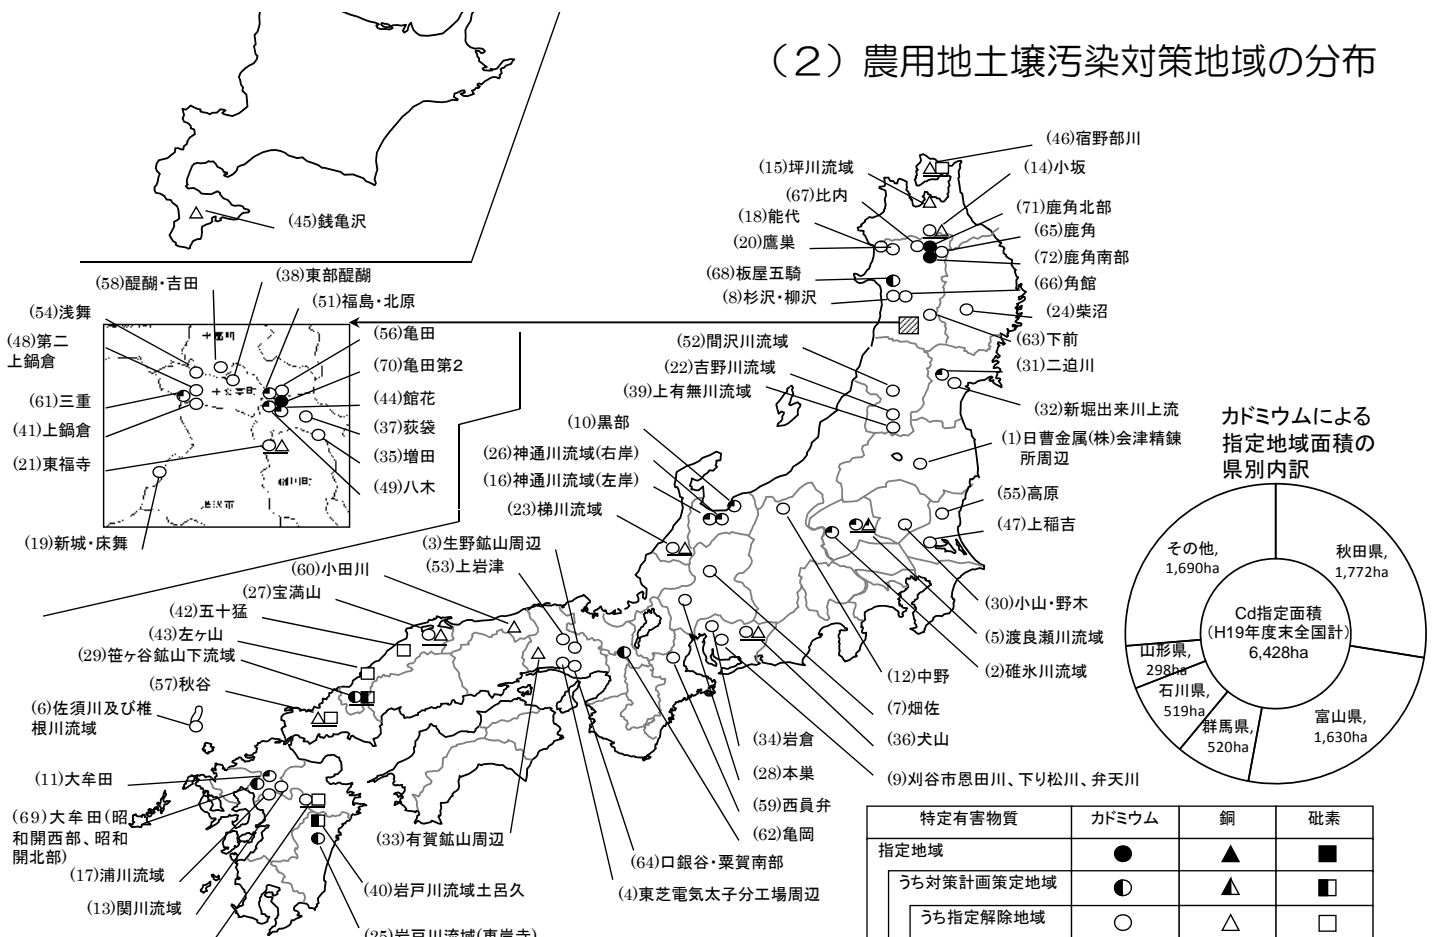 （２）農用地土壌汚染対策地域の分布
(46)宿野部川
(15)坪川流域
(14)小坂
(67)比内
(71)鹿角北部
(18)能代
(65)鹿角
(20)鷹巣
(72)鹿角南部
(68)板屋五騎
(66)角館
(8)杉沢・柳沢
(24)柴沼
(45)銭亀沢
(58)醍醐・吉田
(38)東部醍醐
(54)浅舞
(51)福島・北原
(48)第二
上鍋倉
(56)亀田
(70)亀田第２
(61)三重
(44)館花
(41)上鍋倉
(37)荻袋
(21)東福寺
(35)増田
(49)八木
(19)新城・床舞
(52)間沢川流域
(63)下前
(22)吉野川流域
(31)二迫川
(39)上有無川流域
(32)新堀出来川上流
(10)黒部
(1)日曹金属(株)会津精錬
所周辺
(26)神通川流域(右岸)
(16)神通川流域(左岸)
(55)高原
(23)梯川流域
(47)上稲吉
(3)生野鉱山周辺
(53)上岩津
(60)小田川
(27)宝満山
(42)五十猛
(43)左ヶ山
(29)笹ヶ谷鉱山下流域
(57)秋谷
(6)佐須川及び椎
根川流域
(30)小山・野木
(5)渡良瀬川流域
(2)碓氷川流域
(12)中野
(7)畑佐
(36)犬山
(9)刈谷市恩田川、下り松川、弁天川
(34)岩倉
(28)本巣
(59)西員弁
(62)亀岡
(11)大牟田
(69)大牟田(昭
和開西部、昭和
開北部)
(33)有賀鉱山周辺
(64)口銀谷・粟賀南部
(17)浦川流域
(4)東芝電気太子分工場周辺
(40)岩戸川流域土呂久
(13)関川流域
(25)岩戸川流域(東岸寺)
カドミウムによる
指定地域面積の
県別内訳
その他,
1,690ha
秋田県,
1,772ha
Cd指定面積
(H19年度末全国計)
6,428ha
山形県,
298ha
石川県,
519ha
群馬県,
520ha
富山県,
1,630ha
特定有害物質 カドミウム 銅 砒素
指定地域 ● ▲ ■
うち対策計画策定地域 ◐ ◮ ◧
うち指定解除地域 ○ △ □